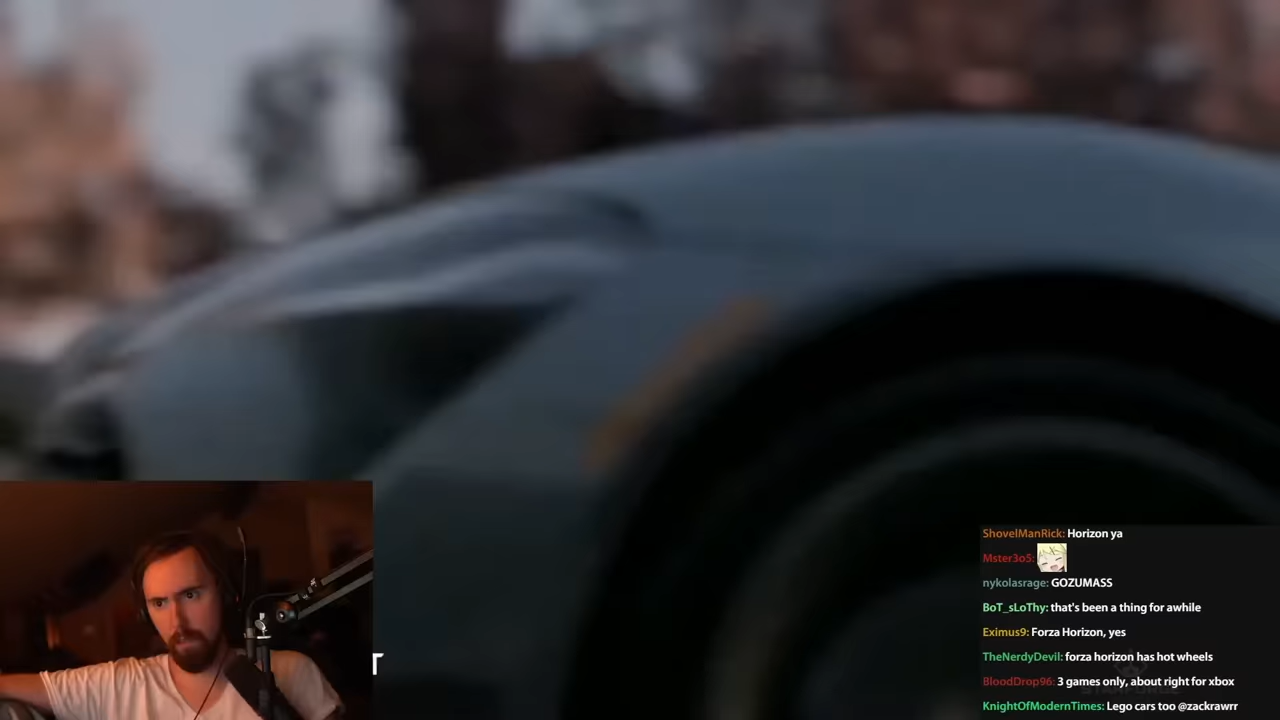 ShovelManRick: Horizon ya
Mster3o5:
nykolasrage: GOZUMASS
BoT_sLoThy: that's been a thing for awhile
Eximus9: Forza Horizon, yes
TheNerdyDevil: forza horizon has hot wheels
BloodDrop96: 3 games only, about right for xbox
KnightOfModernTimes: Lego cars too @zackrawrr
T
STARFORGE